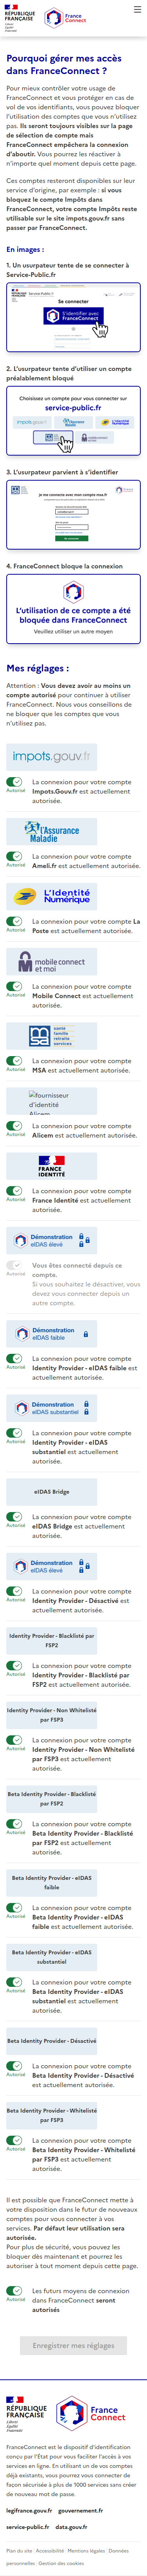 RÉPUBLIQUE
FRANÇAISE
Liberté
Égalité
Fraternité
France
Connect
Pourquoi gérer mes accès
dans FranceConnect ?
Pour mieux contrôler votre usage de
FranceConnect et vous protéger en cas de
vol de vos identifiants, vous pouvez bloquer
l'utilisation des comptes que vous n'utilisez
pas. Ils seront toujours visibles sur la page
de sélection de compte mais
FranceConnect empêchera la connexion
d'aboutir. Vous pourrez les réactiver à
n'importe quel moment depuis cette page.
Ces comptes resteront disponibles sur leur
service d'origine, par exemple : si vous
bloquez le compte Impôts dans
FranceConnect, votre compte Impôts reste
utilisable sur le site impots.gouv.fr sans
passer par FranceConnect.
En images :
1. Un uspurpateur tente de se connecter à
Service-Public.fr
Service-Public.fr
Se connecter
S'identifier avec
FranceConnect
2. L'usurpateur tente d'utiliser un compte
préalablement bloqué
Choisissez un compte pour vous connecter sur
service-public.fr
impots.gouv.fr
l'Assurance
Maladie
L'Identité
Numérique
mobile connect
et moi
3. L'usurpateur parvient à s'identifier
Je me connecte avec mon compte msa.fr
4. FranceConnect bloque la connexion
L'utilisation de ce compte a été
bloquée dans FranceConnect
Veuillez utiliser un autre moyen
Mes réglages :
Attention : Vous devez avoir au moins un
compte autorisé pour continuer à utiliser
FranceConnect. Nous vous conseillons de
ne bloquer que les comptes que vous
n'utilisez pas.
impots.gouv.fr
La connexion pour votre compte
Autorisé
Impots.Gouv.fr est actuellement
autorisée.
l'Assurance
Maladie
La connexion pour votre compte
Autorisé
Ameli.fr est actuellement autorisée.
L'Identité
Numérique
La connexion pour votre compte La
Autorisé
Poste est actuellement autorisée.
mobile connect
et moi
La connexion pour votre compte
Autorisé
Mobile Connect est actuellement
autorisée.
santé
famille
retraite
services
La connexion pour votre compte
Autorisé
MSA est actuellement autorisée.
fournisseur
d'identité
Alicem
La connexion pour votre compte
Autorisé
Alicem est actuellement autorisée.
FRANCE
IDENTITÉ
La connexion pour votre compte
Autorisé
France Identité est actuellement
autorisée.
Démonstration
eIDAS élevé
Vous êtes connecté depuis ce
Autorisé
compte.
Si vous souhaitez le désactiver, vous
devez vous connecter depuis un
autre compte.
Démonstration
eIDAS faible
La connexion pour votre compte
Autorisé
Identity Provider - eIDAS faible est
actuellement autorisée.
Démonstration
eIDAS substantiel
La connexion pour votre compte
Autorisé
Identity Provider - eIDAS
substantiel est actuellement
autorisée.
eIDAS Bridge
La connexion pour votre compte
Autorisé
eIDAS Bridge est actuellement
autorisée.
Démonstration
eIDAS élevé
La connexion pour votre compte
Autorisé
Identity Provider - Désactivé est
actuellement autorisée.
Identity Provider - Blacklisté par
FSP2
La connexion pour votre compte
Autorisé
Identity Provider - Blacklisté par
FSP2 est actuellement autorisée.
Identity Provider - Non Whitelisté
par FSP3
La connexion pour votre compte
Autorisé
Identity Provider - Non Whitelisté
par FSP3 est actuellement
autorisée.
Beta Identity Provider - Blacklisté
par FSP2
La connexion pour votre compte
Autorisé
Beta Identity Provider - Blacklisté
par FSP2 est actuellement
autorisée.
Beta Identity Provider - eIDAS
faible
La connexion pour votre compte
Autorisé
Beta Identity Provider - eIDAS
faible est actuellement autorisée.
Beta Identity Provider - eIDAS
substantiel
La connexion pour votre compte
Autorisé
Beta Identity Provider - eIDAS
substantiel est actuellement
autorisée.
Beta Identity Provider - Désactivé
La connexion pour votre compte
Autorisé
Beta Identity Provider - Désactivé
est actuellement autorisée.
Beta Identity Provider - Whitelisté
par FSP3
La connexion pour votre compte
Autorisé
Beta Identity Provider - Whitelisté
par FSP3 est actuellement
autorisée.
Il est possible que FranceConnect mette à
votre disposition dans le futur de nouveaux
comptes pour vous connecter à vos
services. Par défaut leur utilisation sera
autorisée.
Pour plus de sécurité, vous pouvez les
bloquer dès maintenant et pourrez les
autoriser à tout moment depuis cette page.
Les futurs moyens de connexion
Autorisé
dans FranceConnect seront
autorisés
Enregistrer mes réglages
RÉPUBLIQUE
FRANÇAISE
Liberté
Égalité
Fraternité
France
Connect
FranceConnect est le dispositif d'identification
conçu par l'État pour vous faciliter l'accès à vos
services en ligne. En utilisant un de vos comptes
déjà existants, vous pourrez vous connecter de
façon sécurisée à plus de 1000 services sans créer
de nouveau mot de passe.
legifrance.gouv.fr gouvernement.fr
service-public.fr data.gouv.fr
Plan du site Accessibilité Mentions légales Données
personnelles Gestion des cookies